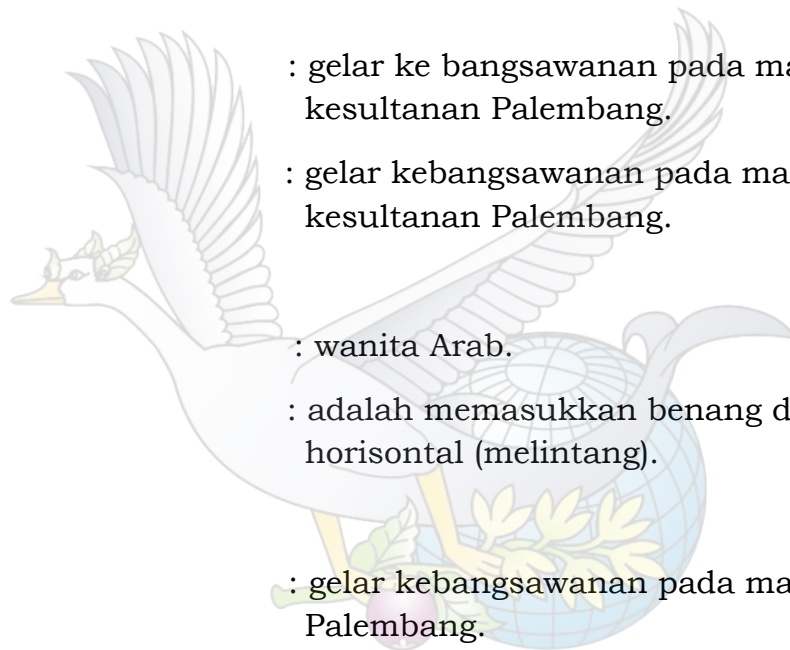 : gelar ke bangsawanan pada ma
kesultanan Palembang.
: gelar kebangsawanan pada ma
kesultanan Palembang.
: wanita Arab.
: adalah memasukkan benang d
horisontal (melintang).
: gelar kebangsawanan pada ma
Palembang.